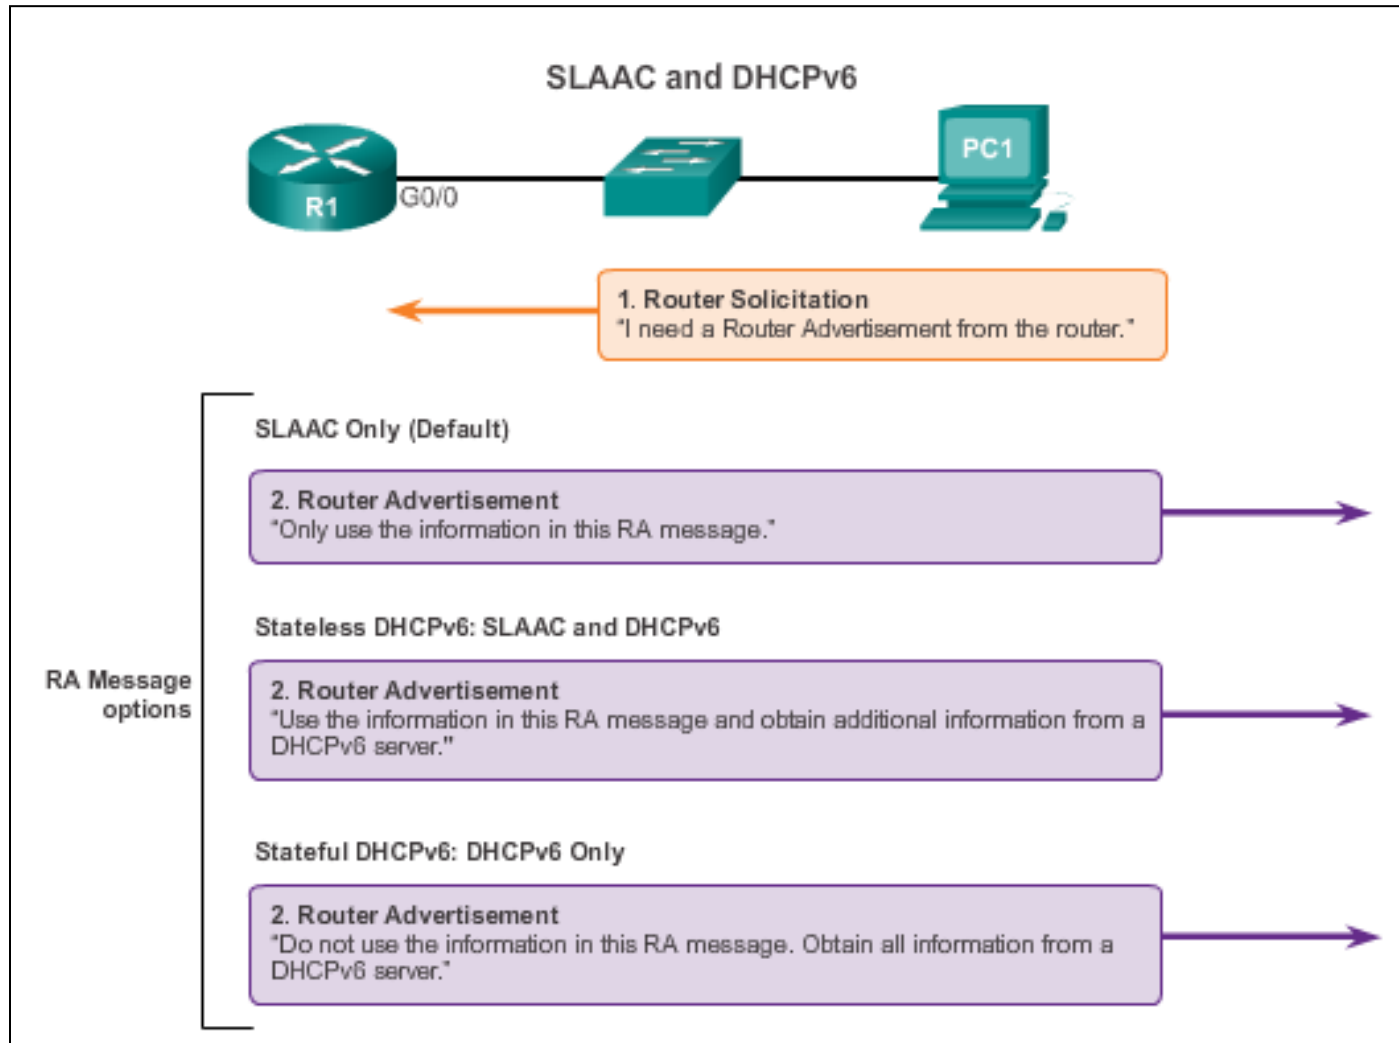 SLAAC and DHCPv6
PC1
R1
G0/0
1. Router Solicitation
"I need a Router Advertisement from the router."
SLAAC Only (Default)
2. Router Advertisement
"Only use the information in this RA message."
Stateless DHCPv6: SLAAC and DHCPv6
RA Message
options
2. Router Advertisement
"Use the information in this RA message and obtain additional information from a
DHCPv6 server."
Stateful DHCPv6: DHCPv6 Only
2. Router Advertisement
"Do not use the information in this RA message. Obtain all information from a
DHCPv6 server."